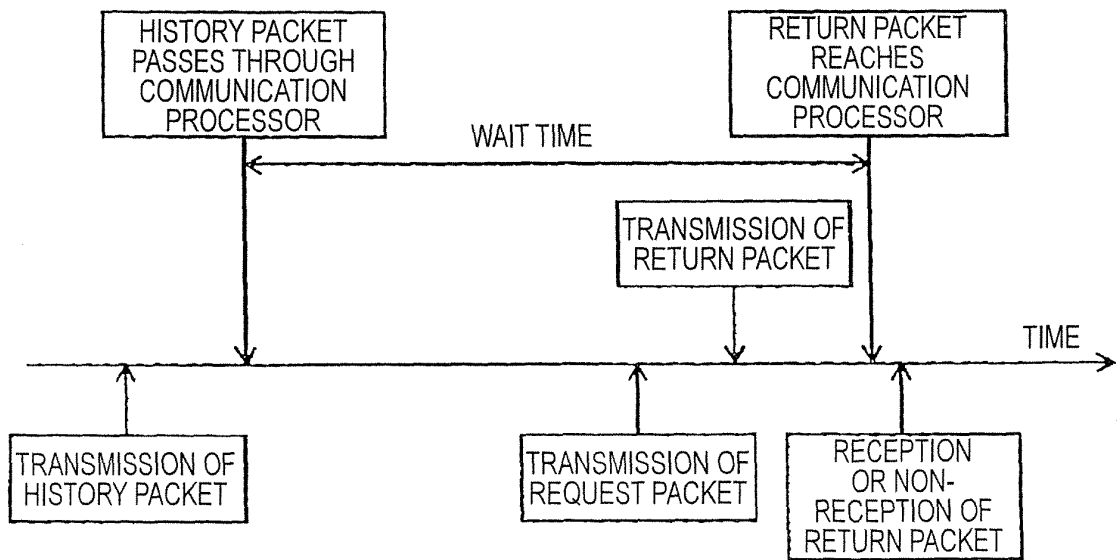 HISTORY PACKET
PASSES THROUGH
COMMUNICATION
PROCESSOR
RETURN PACKET
REACHES
COMMUNICATION
PROCESSOR
WAIT TIME
TRANSMISSION OF
RETURN PACKET
TIME
TRANSMISSION OF
HISTORY PACKET
TRANSMISSION OF
REQUEST PACKET
RECEPTION
OR NON-
RECEPTION OF
RETURN PACKET